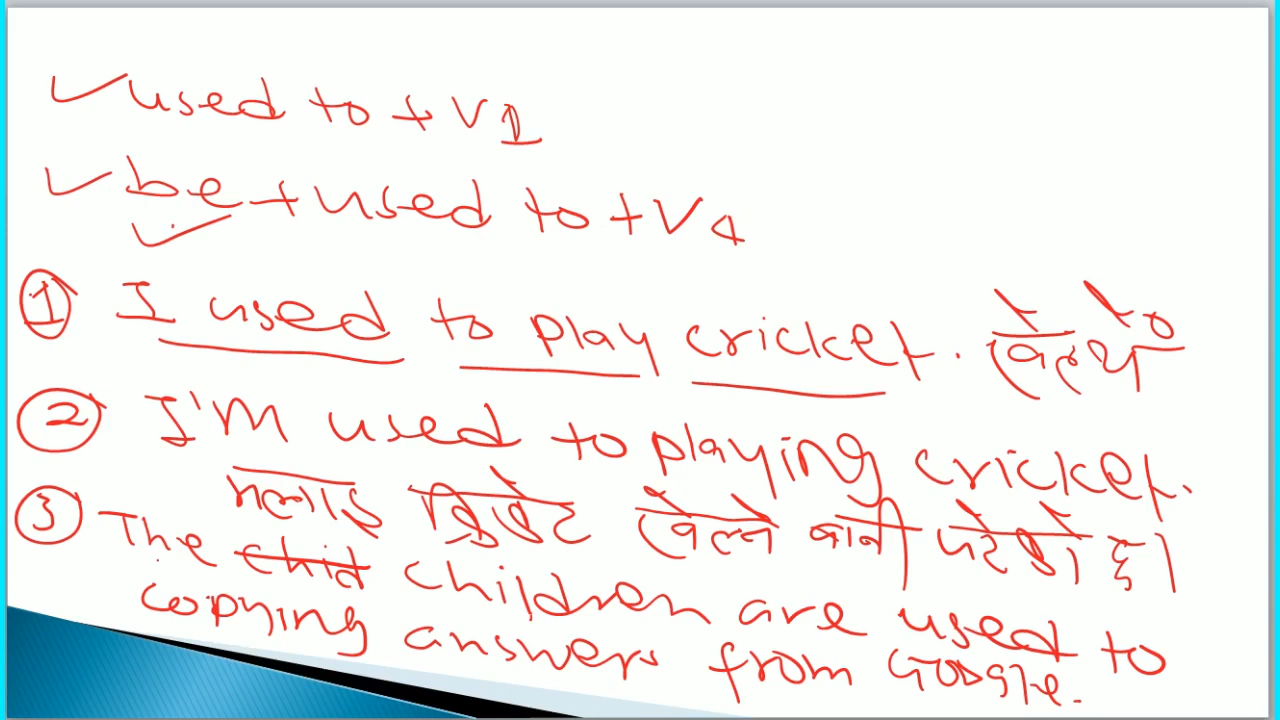 used to + V1
be + used to + V4
1 I used to play cricket.
2 I'M used to playing cricket.
मलाई क्रिकेट खेल्ने बानी परेको छ।
3 The chid children are used to
copying answers from Google.